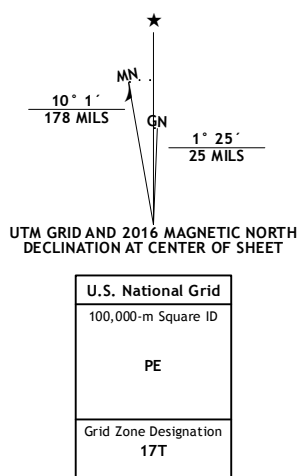 ★
MN
10° 1´
178 MILS
GN
1° 25´
25 MILS
UTM GRID AND 2016 MAGNETIC NORTH
DECLINATION AT CENTER OF SHEET
U.S. National Grid
100,000-m Square ID
PE
Grid Zone Designation
17T